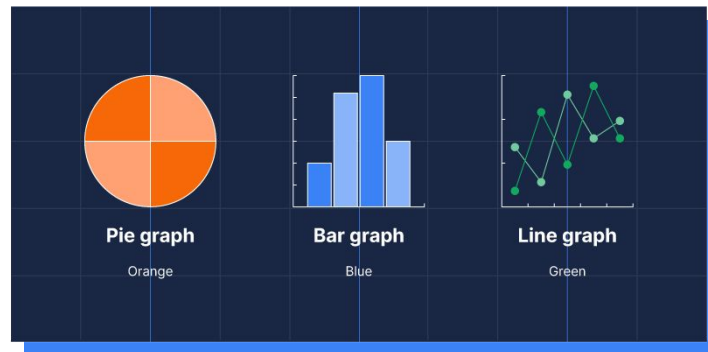 Pie graph
Bar graph
Line graph
Orange
Blue
Green